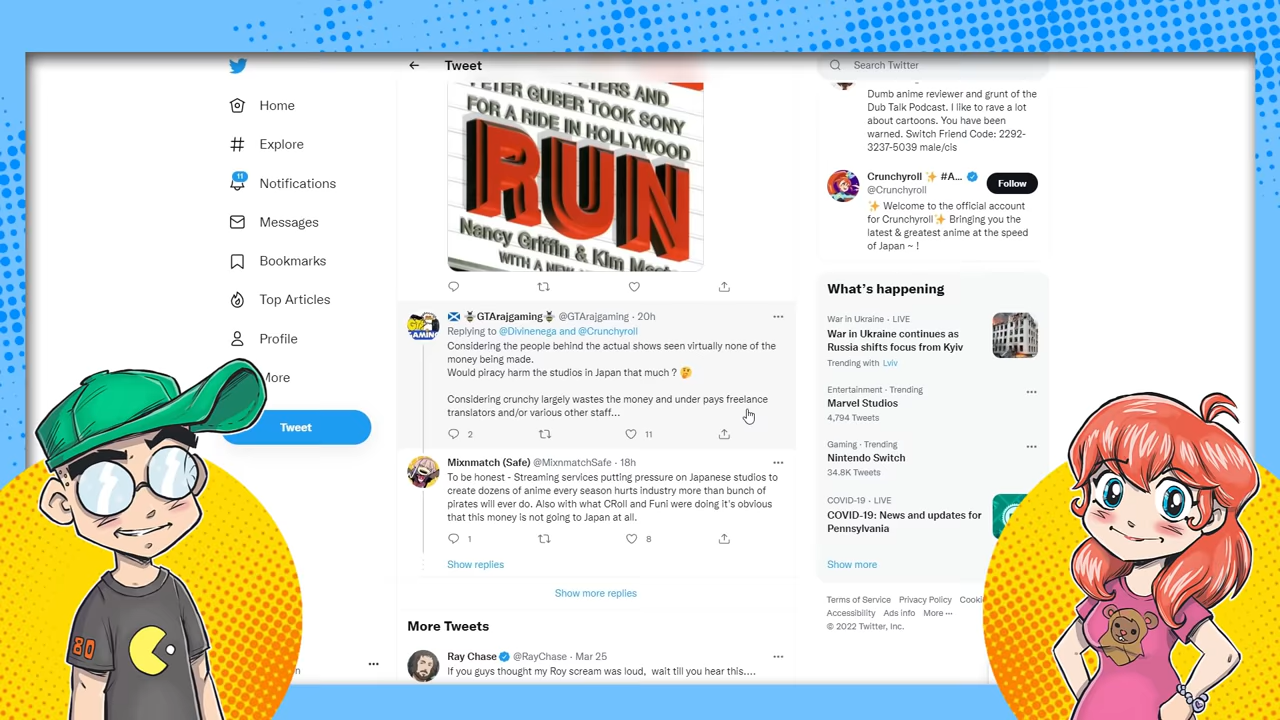 Home
Explore
11
Notifications
Messages
Bookmarks
Top Articles
Profile
More
Tweet
80
Tweet
PETER GUBER TOOK SONY
FOR A RIDE IN HOLLYWOOD
RUN
Nancy Griffin & Kim
WITH A NEW
GTArajgaming @GTArajgaming · 20h
Replying to @Divinenega and @Crunchyroll
Considering the people behind the actual shows seen virtually none of the
money being made.
Would piracy harm the studios in Japan that much ?
Considering crunchy largely wastes the money and under pays freelance
translators and/or various other staff...
2
11
Mixnmatch (Safe) @MixnmatchSafe · 18h
To be honest - Streaming services putting pressure on Japanese studios to
create dozens of anime every season hurts industry more than bunch of
pirates will ever do. Also with what CRoll and Funi were doing it's obvious
that this money is not going to Japan at all.
1
8
Show replies
Show more replies
More Tweets
Ray Chase @RayChase · Mar 25
If you guys thought my Roy scream was loud, wait till you hear this....
Search Twitter
Dumb anime reviewer and grunt of the
Dub Talk Podcast. I like to rave a lot
about cartoons. You have been
warned. Switch Friend Code: 2292-
3237-5039 male/cis
Crunchyroll ✨ #A...
@Crunchyroll
Follow
✨ Welcome to the official account
for Crunchyroll✨ Bringing you the
latest & greatest anime at the speed
of Japan ~ !
What's happening
War in Ukraine · LIVE
War in Ukraine continues as
Russia shifts focus from Kyiv
Trending with Lviv
Entertainment · Trending
Marvel Studios
4,794 Tweets
Gaming · Trending
Nintendo Switch
34.8K Tweets
COVID-19 · LIVE
COVID-19: News and updates for
Pennsylvania
Show more
Terms of Service Privacy Policy Cooki
Accessibility Ads info More ···
© 2022 Twitter, Inc.